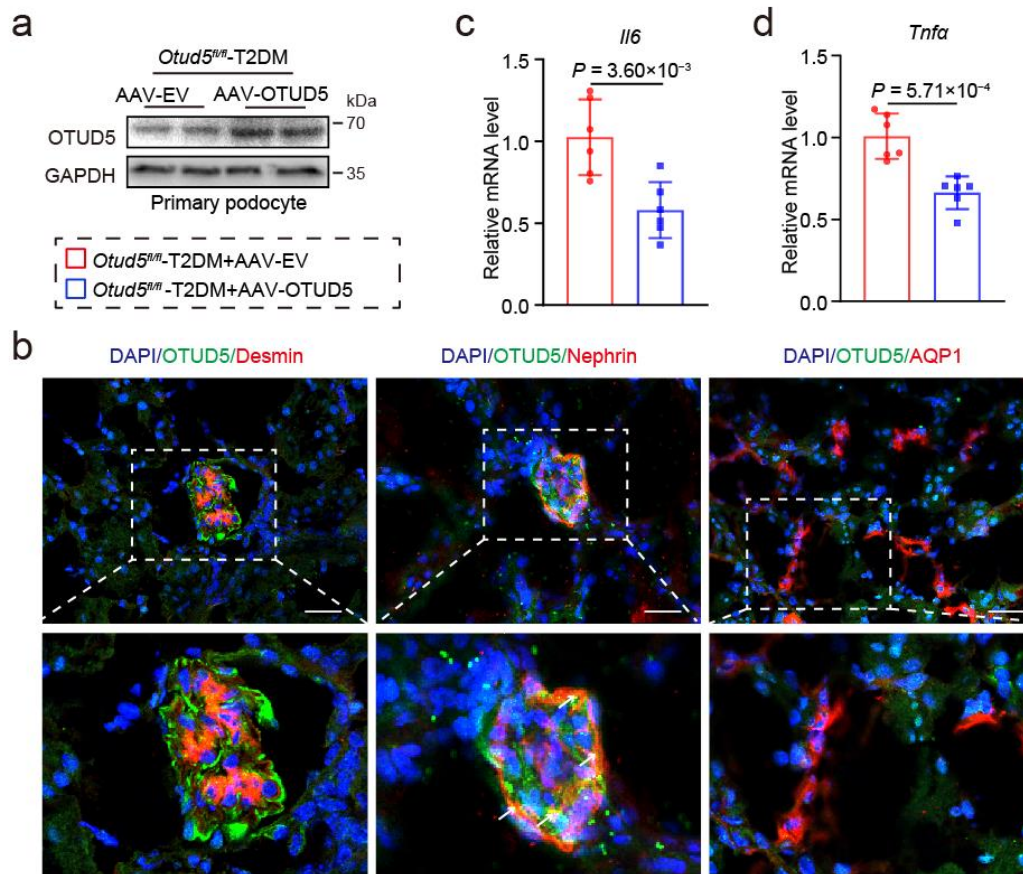 a
Otud5fl/fl-T2DM
AAV-EV AAV-OTUD5
kDa
OTUD5
70
GAPDH
35
Primary podocyte
Otud5fl/fl-T2DM+AAV-EV
Otud5fl/fl -T2DM+AAV-OTUD5
c
Il6
P = 3.60×10⁻³
Relative mRNA level
1.5
1.0
0.5
0.0
d
Tnfα
P = 5.71×10⁻⁴
Relative mRNA level
1.5
1.0
0.5
0.0
b
DAPI/OTUD5/Desmin
DAPI/OTUD5/Nephrin
DAPI/OTUD5/AQP1